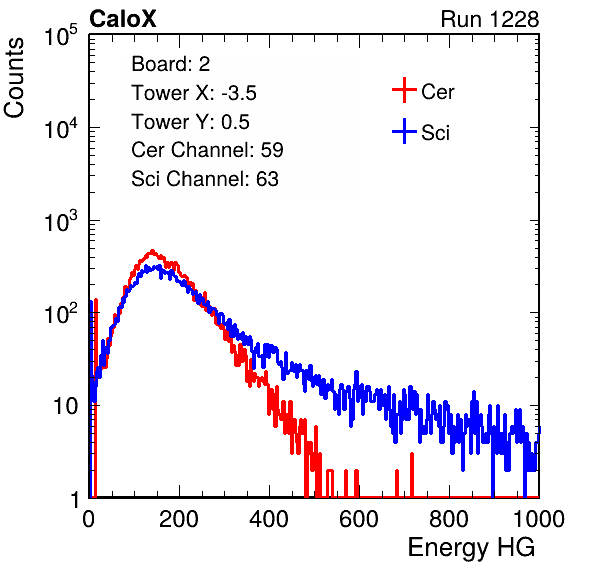 CaloX Run 1228
Counts
Board: 2
Tower X: -3.5
Tower Y: 0.5
Cer Channel: 59
Sci Channel: 63
Cer
Sci
10^5
10^4
10^3
10^2
10
1
0 200 400 600 800 1000
Energy HG